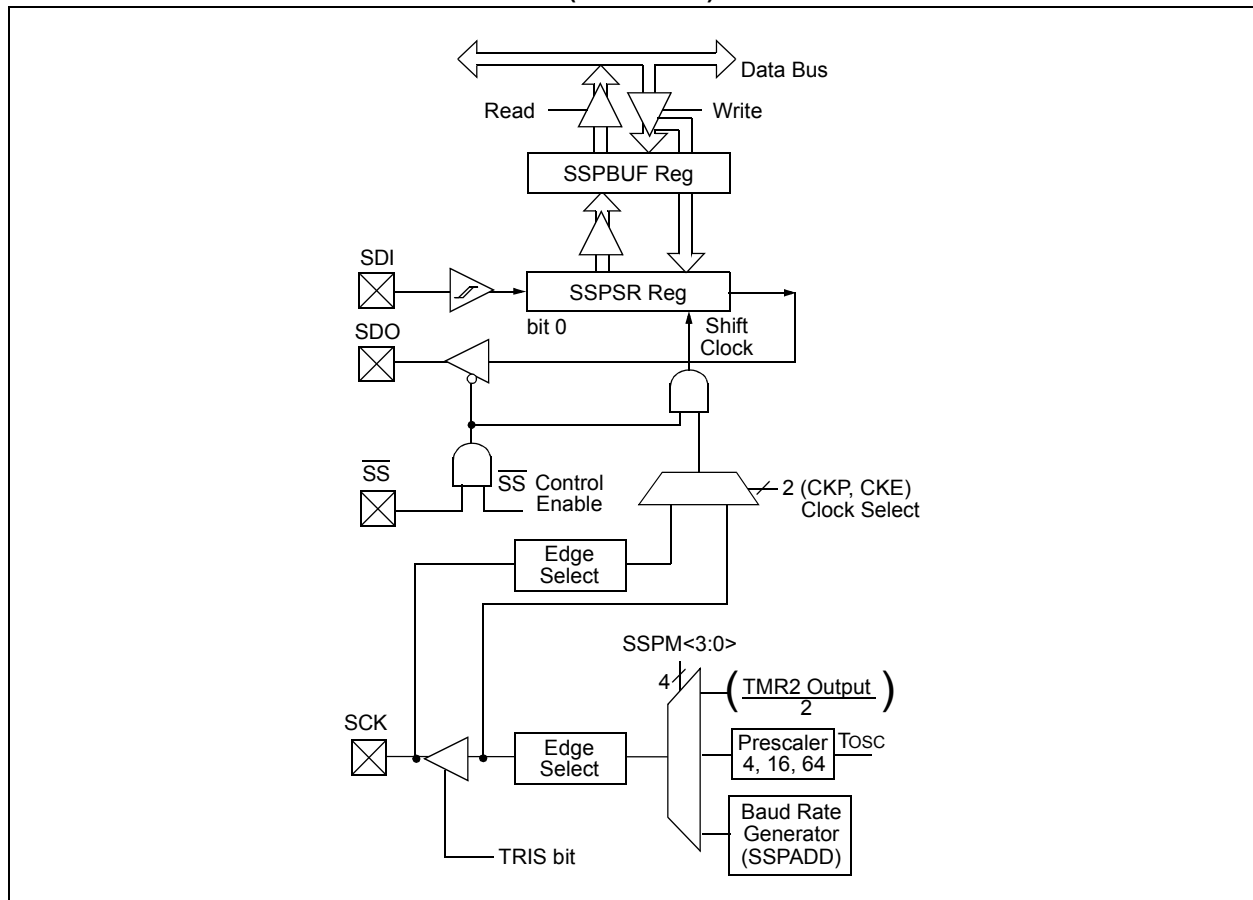 Data Bus
Read
Write
SSPBUF Reg
SDI
SSPSR Reg
bit 0
Shift
Clock
SDO
SS
SS Control
Enable
2 (CKP, CKE)
Clock Select
Edge
Select
SSPM<3:0>
4
(TMR2 Output)
2
SCK
Edge
Select
Prescaler
4, 16, 64
TOSC
Baud Rate
Generator
(SSPADD)
TRIS bit